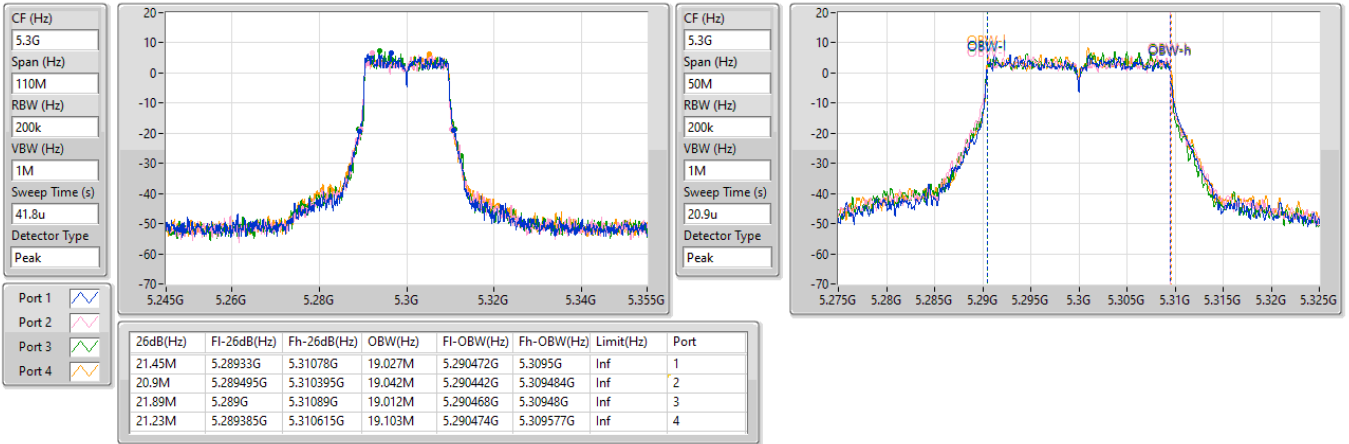 CF (Hz)
5.3G
Span (Hz)
110M
RBW (Hz)
200k
VBW (Hz)
1M
Sweep Time (s)
41.8u
Detector Type
Peak
20
10
0
-10
-20
-30
-40
-50
-60
-70
5.245G 5.26G 5.28G 5.3G 5.32G 5.34G 5.355G
CF (Hz)
5.3G
Span (Hz)
50M
RBW (Hz)
200k
VBW (Hz)
1M
Sweep Time (s)
20.9u
Detector Type
Peak
20
10
0
-10
-20
-30
-40
-50
-60
-70
OBW-l
OBW-h
5.275G 5.28G 5.285G 5.29G 5.295G 5.3G 5.305G 5.31G 5.315G 5.32G 5.325G
Port 1
Port 2
Port 3
Port 4
26dB(Hz) Fl-26dB(Hz) Fh-26dB(Hz) OBW(Hz) Fl-OBW(Hz) Fh-OBW(Hz) Limit(Hz) Port
21.45M 5.28933G 5.31078G 19.027M 5.290472G 5.3095G Inf 1
20.9M 5.289495G 5.310395G 19.042M 5.290442G 5.309484G Inf 2
21.89M 5.289G 5.31089G 19.012M 5.290468G 5.30948G Inf 3
21.23M 5.289385G 5.310615G 19.103M 5.290474G 5.309577G Inf 4